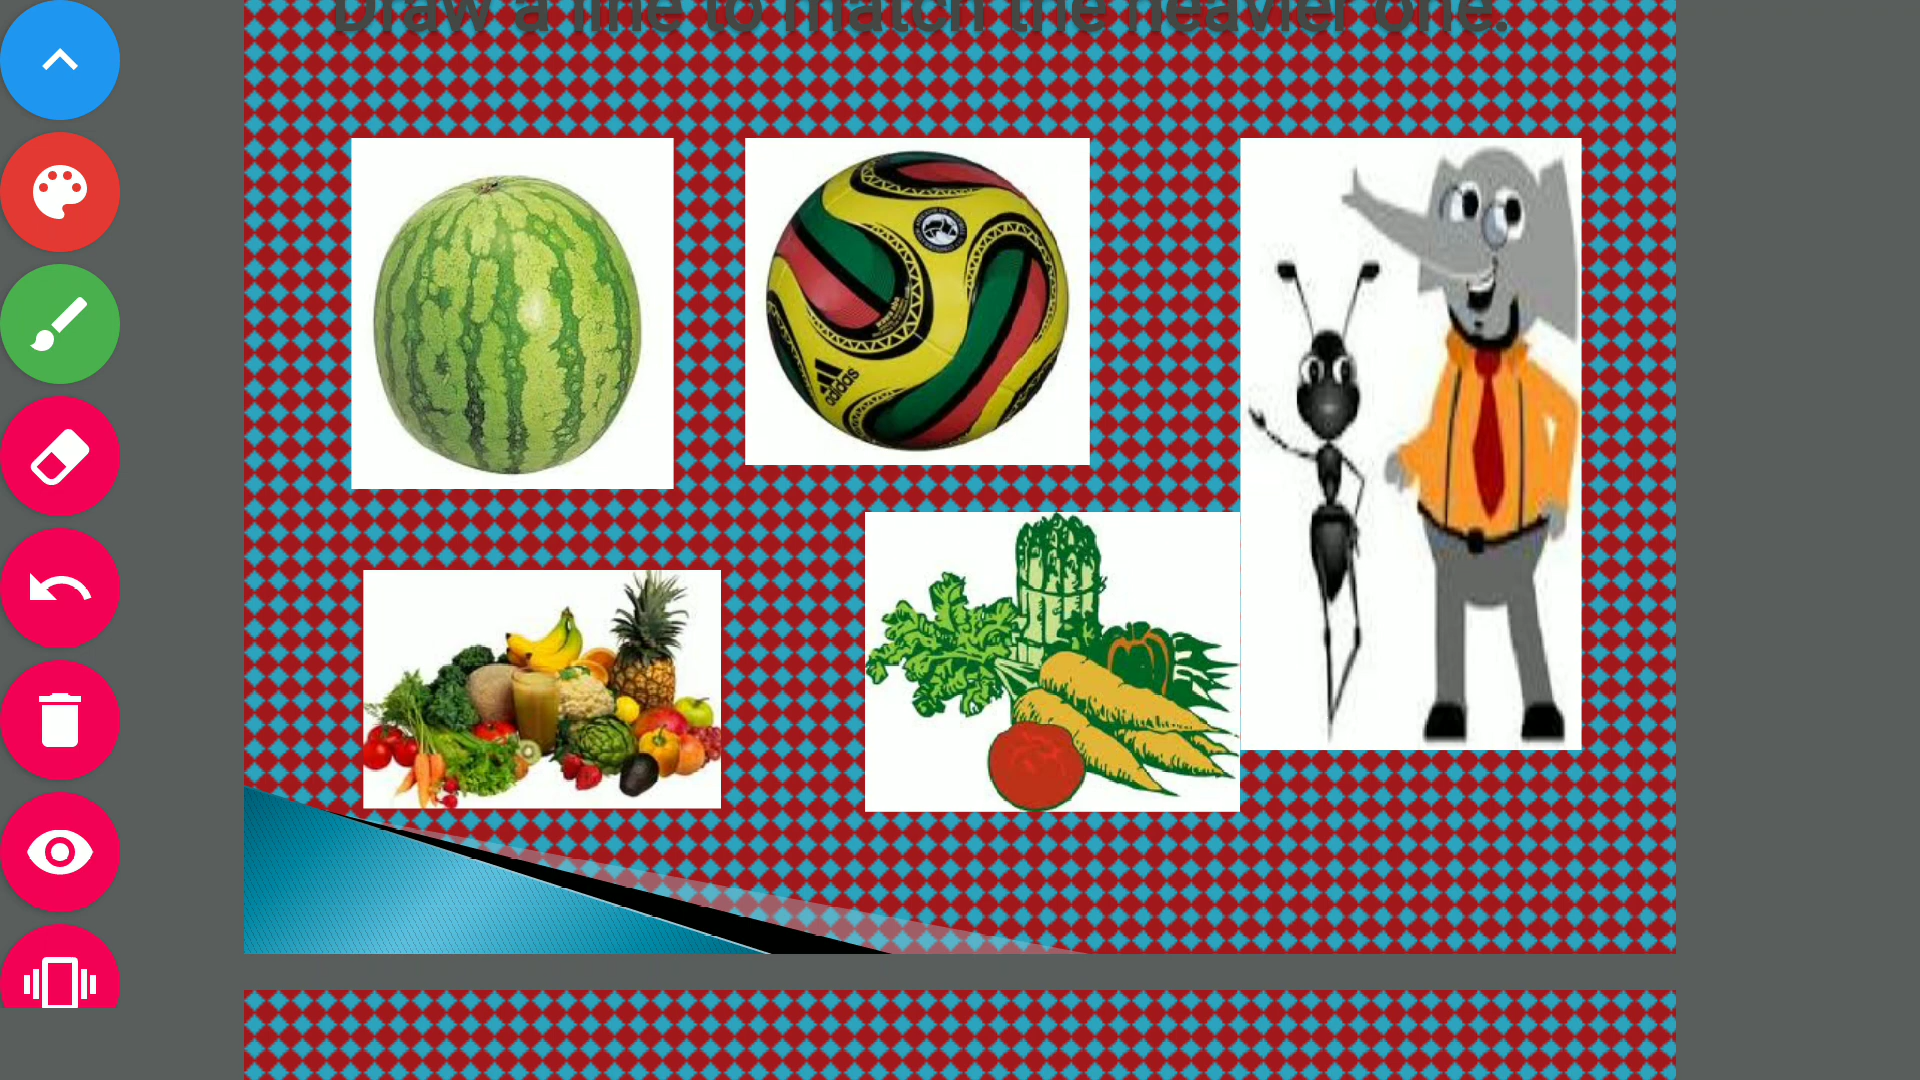 Draw a line to match the heavier one.
adidas